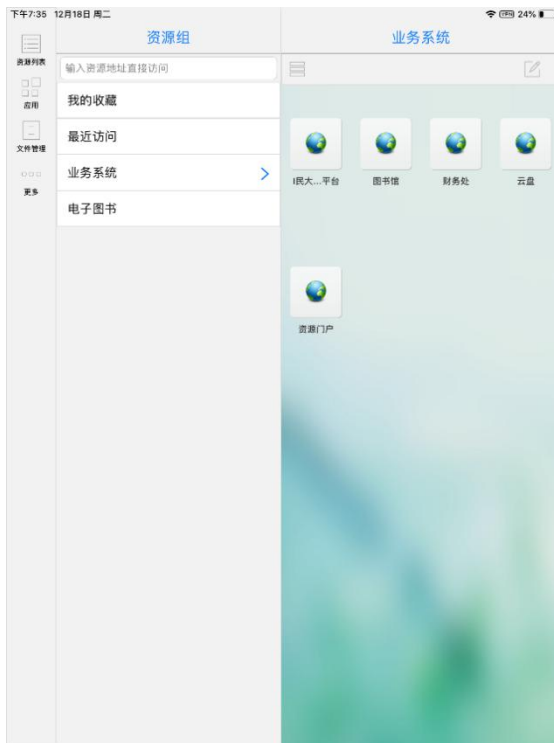 下午7:35 12月18日 周二
VPN 24%
资源列表
应用
文件管理
更多
资源组
输入资源地址直接访问
我的收藏
最近访问
业务系统
电子图书
业务系统
民大...平台
图书馆
财务处
云盘
资源门户